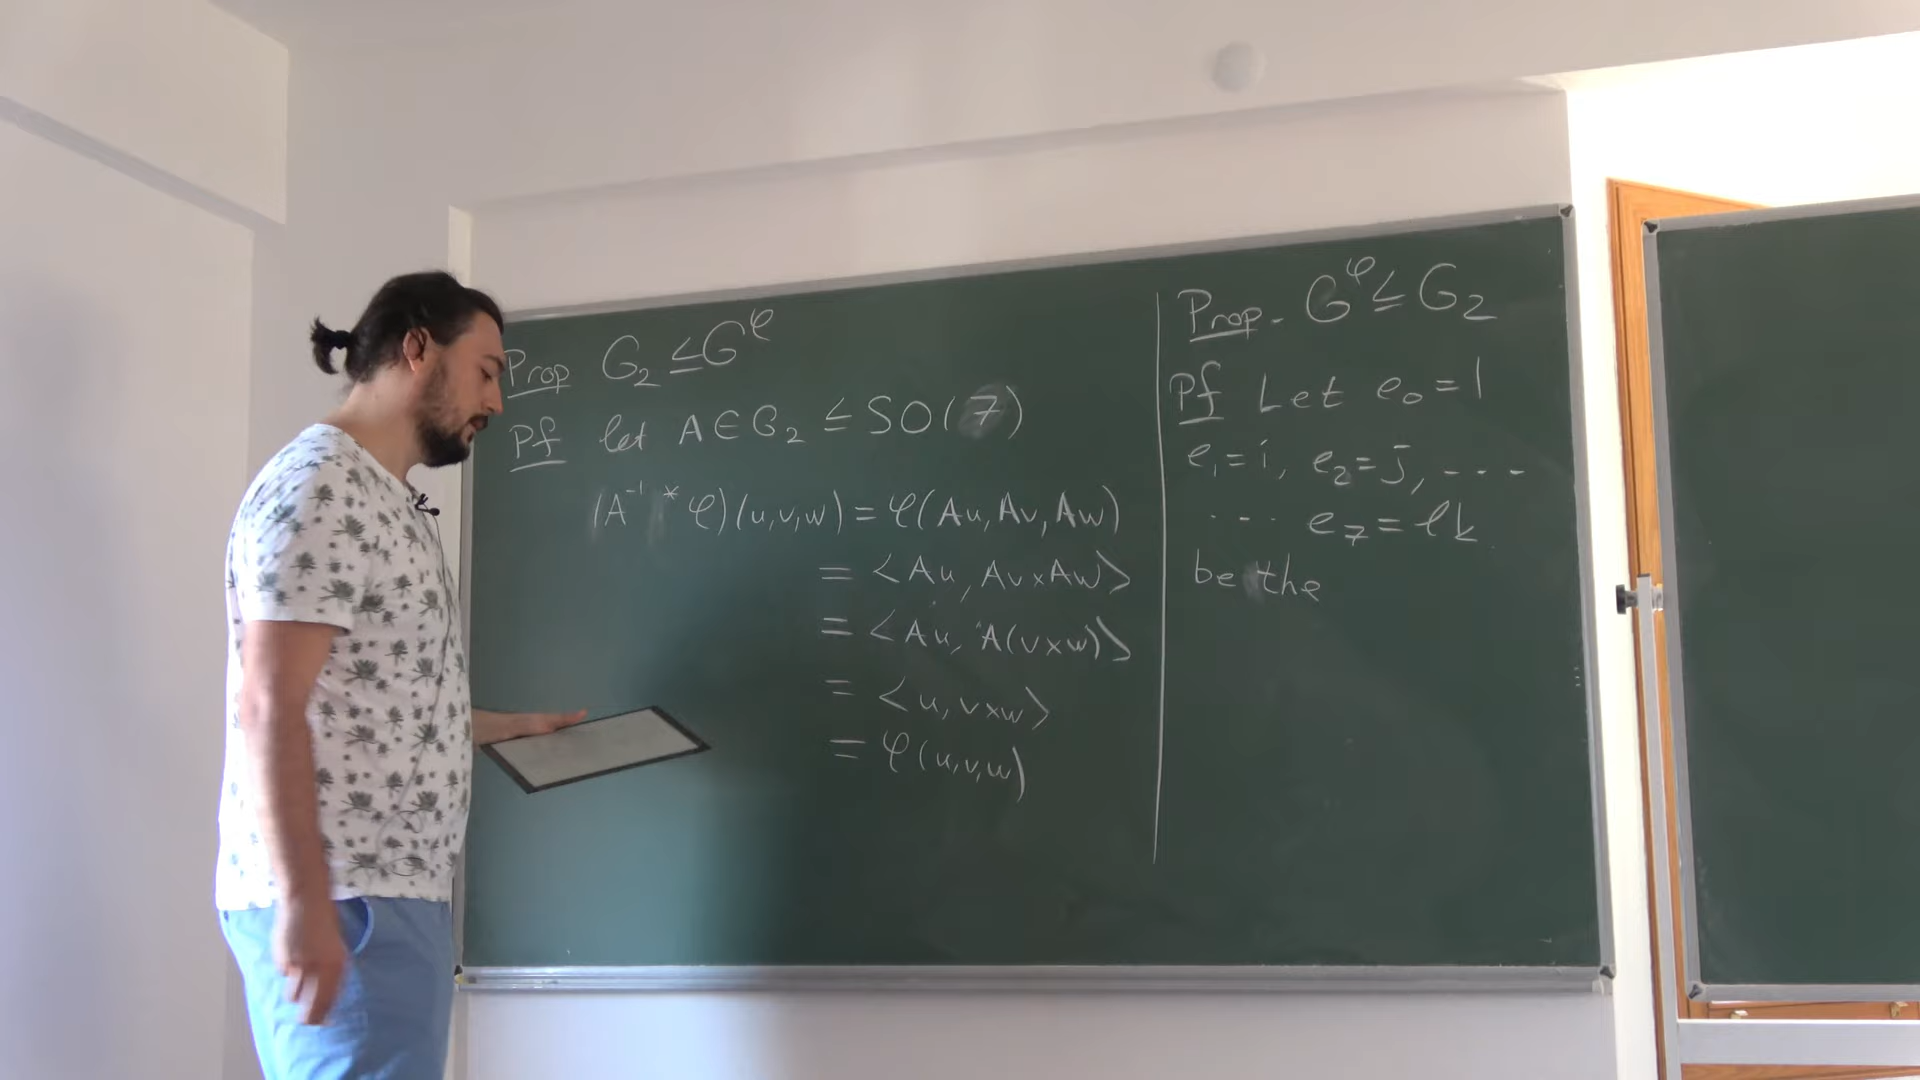 Prop G₂ ≤ G^φ
Pf let A ∈ G₂ ≤ SO(7)
(A⁻¹* φ)(u,v,w) = φ(Au, Av, Aw)
= <Au, Av×Aw>
= <Au, A(v×w)>
= <u, v×w>
= φ(u,v,w)
Prop. G^φ ≤ G₂
Pf Let e₀ = 1
e₁ = i, e₂ = j, ....
... e₇ = lk
be the